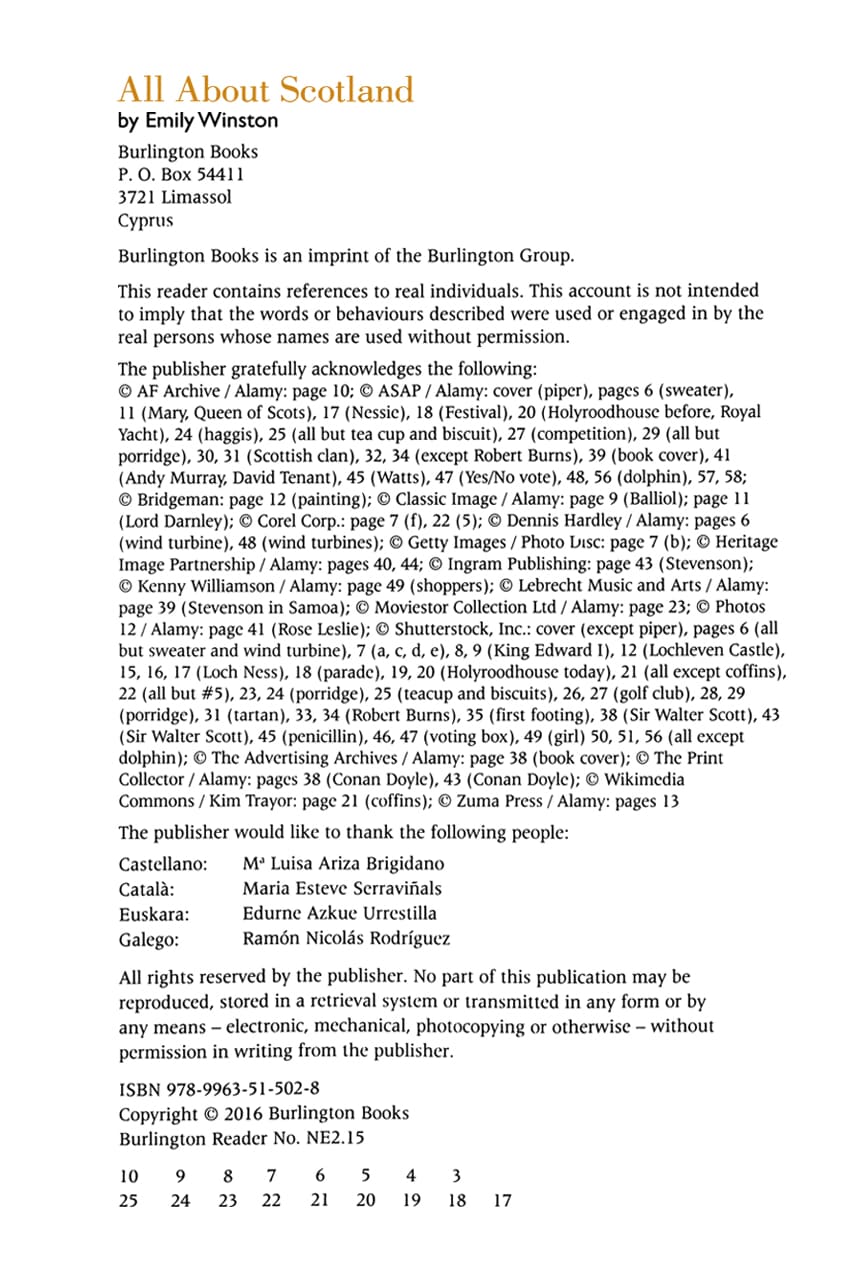 All About Scotland
by Emily Winston
Burlington Books
P. O. Box 54411
3721 Limassol
Cyprus
Burlington Books is an imprint of the Burlington Group.
This reader contains references to real individuals. This account is not intended
to imply that the words or behaviours described were used or engaged in by the
real persons whose names are used without permission.
The publisher gratefully acknowledges the following:
© AF Archive / Alamy: page 10; © ASAP / Alamy: cover (piper), pages 6 (sweater),
11 (Mary, Queen of Scots), 17 (Nessie), 18 (Festival), 20 (Holyroodhouse before, Royal
Yacht), 24 (haggis), 25 (all but tea cup and biscuit), 27 (competition), 29 (all but
porridge), 30, 31 (Scottish clan), 32, 34 (except Robert Burns), 39 (book cover), 41
(Andy Murray, David Tenant), 45 (Watts), 47 (Yes/No vote), 48, 56 (dolphin), 57, 58;
© Bridgeman: page 12 (painting); © Classic Image / Alamy: page 9 (Balliol); page 11
(Lord Darnley); © Corel Corp.: page 7 (f), 22 (5); © Dennis Hardley / Alamy: pages 6
(wind turbine), 48 (wind turbines); © Getty Images / Photo Disc: page 7 (b); © Heritage
Image Partnership / Alamy: pages 40, 44; © Ingram Publishing: page 43 (Stevenson);
© Kenny Williamson / Alamy: page 49 (shoppers); © Lebrecht Music and Arts / Alamy:
page 39 (Stevenson in Samoa); © Moviestor Collection Ltd / Alamy: page 23; © Photos
12 / Alamy: page 41 (Rose Leslie); © Shutterstock, Inc.: cover (except piper), pages 6 (all
but sweater and wind turbine), 7 (a, c, d, e), 8, 9 (King Edward I), 12 (Lochleven Castle),
15, 16, 17 (Loch Ness), 18 (parade), 19, 20 (Holyroodhouse today), 21 (all except coffins),
22 (all but #5), 23, 24 (porridge), 25 (teacup and biscuits), 26, 27 (golf club), 28, 29
(porridge), 31 (tartan), 33, 34 (Robert Burns), 35 (first footing), 38 (Sir Walter Scott), 43
(Sir Walter Scott), 45 (penicillin), 46, 47 (voting box), 49 (girl) 50, 51, 56 (all except
dolphin); © The Advertising Archives / Alamy: page 38 (book cover); © The Print
Collector / Alamy: pages 38 (Conan Doyle), 43 (Conan Doyle); © Wikimedia
Commons / Kim Trayor: page 21 (coffins); © Zuma Press / Alamy: pages 13
The publisher would like to thank the following people:
Castellano: Mª Luisa Ariza Brigidano
Català: Maria Esteve Serraviñals
Euskara: Edurne Azkue Urrestilla
Galego: Ramón Nicolás Rodríguez
All rights reserved by the publisher. No part of this publication may be
reproduced, stored in a retrieval system or transmitted in any form or by
any means – electronic, mechanical, photocopying or otherwise – without
permission in writing from the publisher.
ISBN 978-9963-51-502-8
Copyright © 2016 Burlington Books
Burlington Reader No. NE2.15
10 9 8 7 6 5 4 3
25 24 23 22 21 20 19 18 17